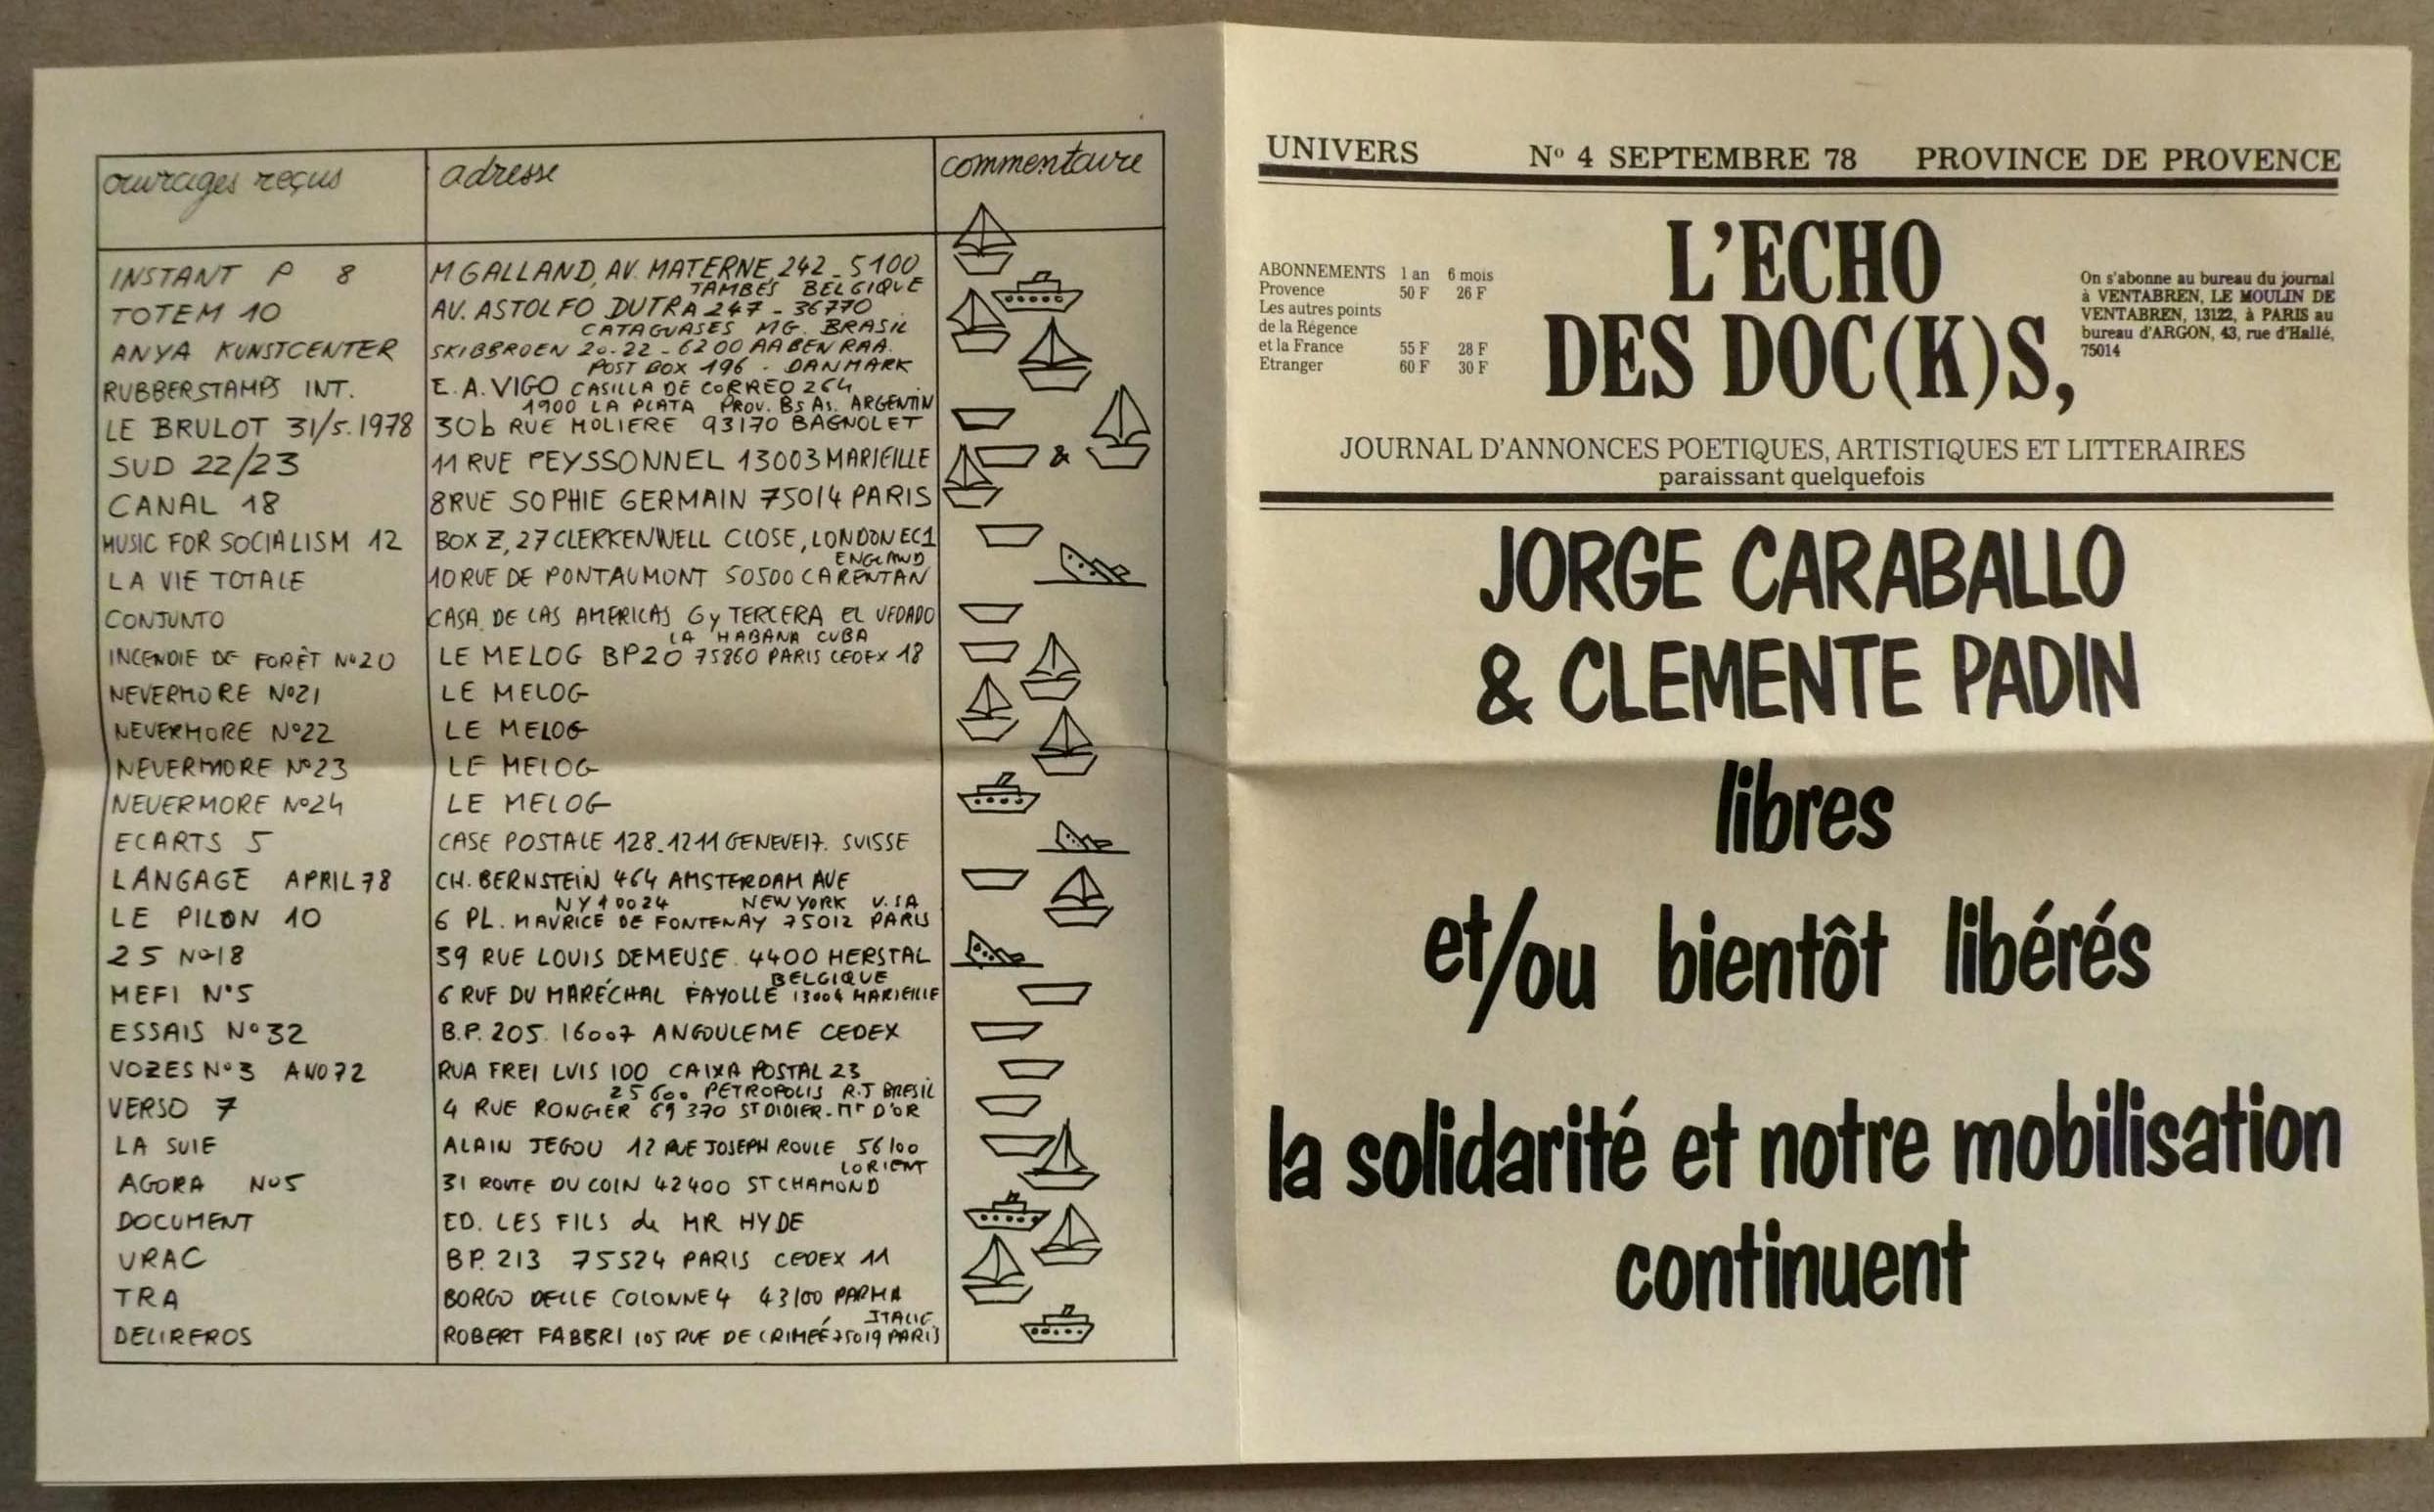 ouvrages reçus adresse commentaire
INSTANT P 8 M GALLAND, AV. MATERNE, 242 _ 5100
TAMBES BELGIQUE
TOTEM 10 AV. ASTOLFO DUTRA 247 - 36770
CATAGUASES MG. BRASIL
ANYA KUNSTCENTER SKIBBROEN 20-22 - 6200 AABENRAA.
POST BOX 196 - DANMARK
RUBBERSTAMPS INT. E. A. VIGO CASILLA DE CORREO 264
1900 LA PLATA PROV. BS AS. ARGENTIN
LE BRULOT 31/5.1978 30b RUE MOLIERE 93170 BAGNOLET
SUD 22/23 11 RUE PEYSSONNEL 13003 MARSEILLE &
CANAL 18 8 RUE SOPHIE GERMAIN 75014 PARIS
MUSIC FOR SOCIALISM 12 BOX Z, 27 CLERKENWELL CLOSE, LONDON EC1
ENGLAND
LA VIE TOTALE 10 RUE DE PONTAUMONT 50500 CARENTAN
CONJUNTO CASA DE LAS AMERICAS G y TERCERA EL VEDADO
LA HABANA CUBA
INCENDIE DE FORÊT No 20 LE MELOG BP20 75860 PARIS CEDEX 18
NEVERMORE No21 LE MELOG
NEVERMORE No22 LE MELOG
NEVERMORE No23 LE MELOG
NEVERMORE No24 LE MELOG
ECARTS 5 CASE POSTALE 128_1211 GENEVE 17. SUISSE
LANGAGE APRIL 78 CH. BERNSTEIN 464 AMSTERDAM AVE
NY 10024 NEW YORK U.SA
LE PILON 10 6 PL. MAURICE DE FONTENAY 75012 PARIS
25 No 18 39 RUE LOUIS DEMEUSE. 4400 HERSTAL
BELGIQUE
MEFI No5 6 RUE DU MARÉCHAL FAYOLLE 13004 MARSEILLE
ESSAIS No 32 B.P. 205. 16007 ANGOULEME CEDEX
VOZES No 3 ANO 72 RUA FREI LUIS 100 CAIXA POSTAL 23
25600 PETROPOLIS R.J BRESIL
VERSO 7 4 RUE RONGIER 69370 ST DIDIER - MT D'OR
LA SUIE ALAIN JEGOU 12 RUE JOSEPH ROULE 56100
LORIENT
AGORA No5 31 ROUTE DU COIN 42400 ST CHAMOND
DOCUMENT ED. LES FILS de MR HYDE
VRAC BP. 213 75524 PARIS CEDEX 11
TRA BORGO DELLE COLONNE 4 43100 PARMA
ITALIE
DELIREROS ROBERT FABBRI 105 RUE DE CRIMEÉ 75019 PARIS
UNIVERS No 4 SEPTEMBRE 78 PROVINCE DE PROVENCE
L'ECHO
DES DOC(K)S,
ABONNEMENTS 1 an 6 mois
Provence 50 F 26 F
Les autres points
de la Régence
et la France 55 F 28 F
Etranger 60 F 30 F
On s'abonne au bureau du journal
à VENTABREN, LE MOULIN DE
VENTABREN, 13122, à PARIS au
bureau d'ARGON, 43, rue d'Hallé,
75014
JOURNAL D'ANNONCES POETIQUES, ARTISTIQUES ET LITTERAIRES
paraissant quelquefois
JORGE CARABALLO
& CLEMENTE PADIN
libres
et/ou bientôt libérés
la solidarité et notre mobilisation
continuent